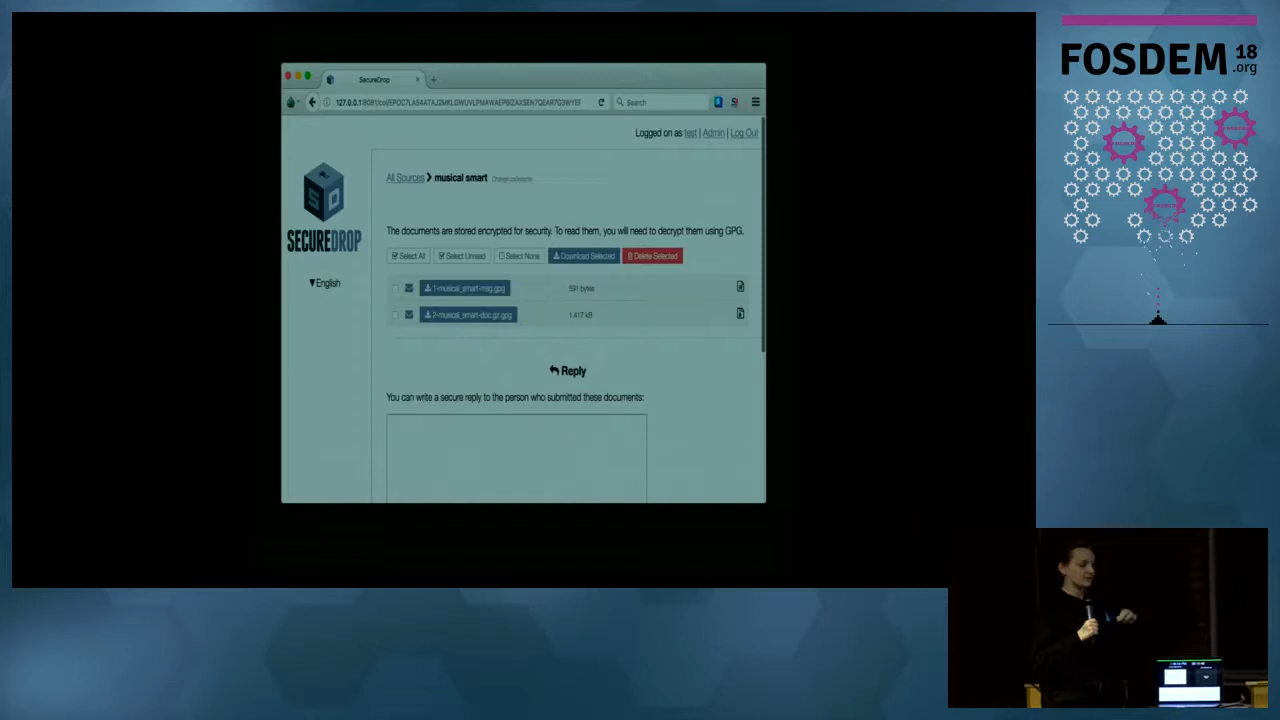 SecureDrop
Search
Logged on as test | Admin | Log Out
All Sources > musical smart Change codename
The documents are stored encrypted for security. To read them, you will need to decrypt them using GPG.
Select All Select Unread Select None Download Selected Delete Selected
1-musical_smart-msg.gpg 591 bytes
2-musical_smart-doc.gz.gpg 1.417 kB
SECUREDROP
English
Reply
You can write a secure reply to the person who submitted these documents:
FOSDEM 18
.org